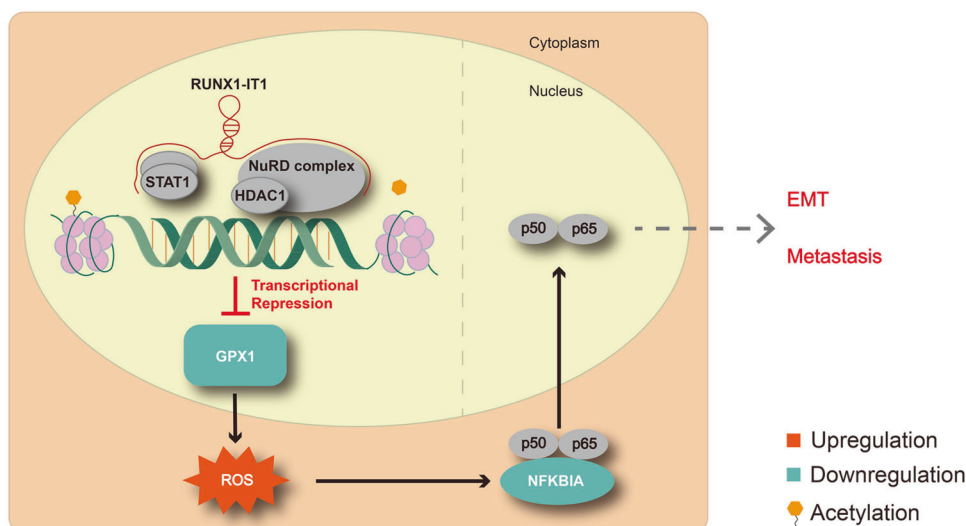 Cytoplasm
Nucleus
RUNX1-IT1
STAT1
NuRD complex
HDAC1
Transcriptional
Repression
GPX1
ROS
p50
p65
p50
p65
NFKBIA
EMT
Metastasis
Upregulation
Downregulation
Acetylation